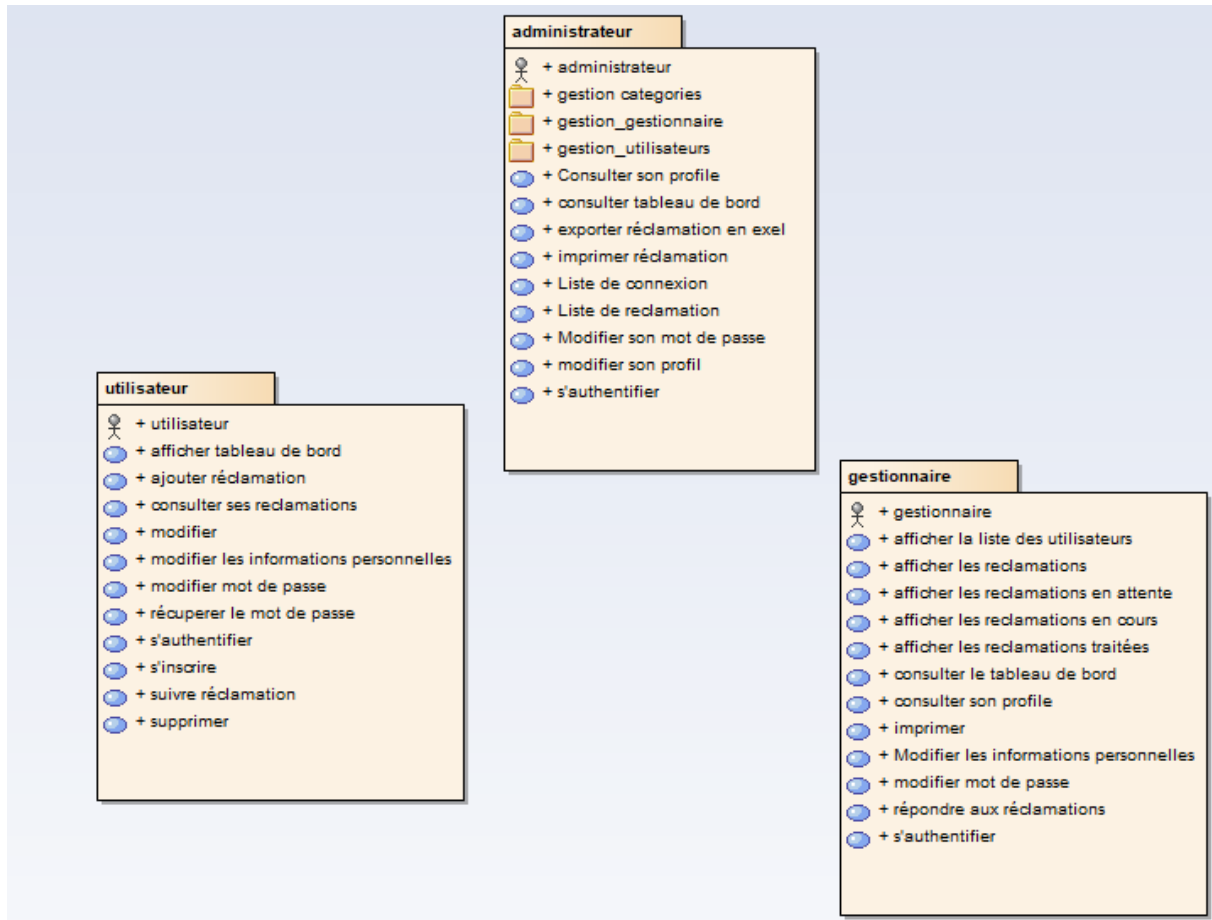 administrateur
+ administrateur
+ gestion categories
+ gestion_gestionnaire
+ gestion_utilisateurs
+ Consulter son profile
+ consulter tableau de bord
+ exporter réclamation en exel
+ imprimer réclamation
+ Liste de connexion
+ Liste de reclamation
+ Modifier son mot de passe
+ modifier son profil
+ s'authentifier
utilisateur
+ utilisateur
+ afficher tableau de bord
+ ajouter réclamation
+ consulter ses reclamations
+ modifier
+ modifier les informations personnelles
+ modifier mot de passe
+ récuperer le mot de passe
+ s'authentifier
+ s'inscrire
+ suivre réclamation
+ supprimer
gestionnaire
+ gestionnaire
+ afficher la liste des utilisateurs
+ afficher les reclamations
+ afficher les reclamations en attente
+ afficher les reclamations en cours
+ afficher les reclamations traitées
+ consulter le tableau de bord
+ consulter son profile
+ imprimer
+ Modifier les informations personnelles
+ modifier mot de passe
+ répondre aux réclamations
+ s'authentifier